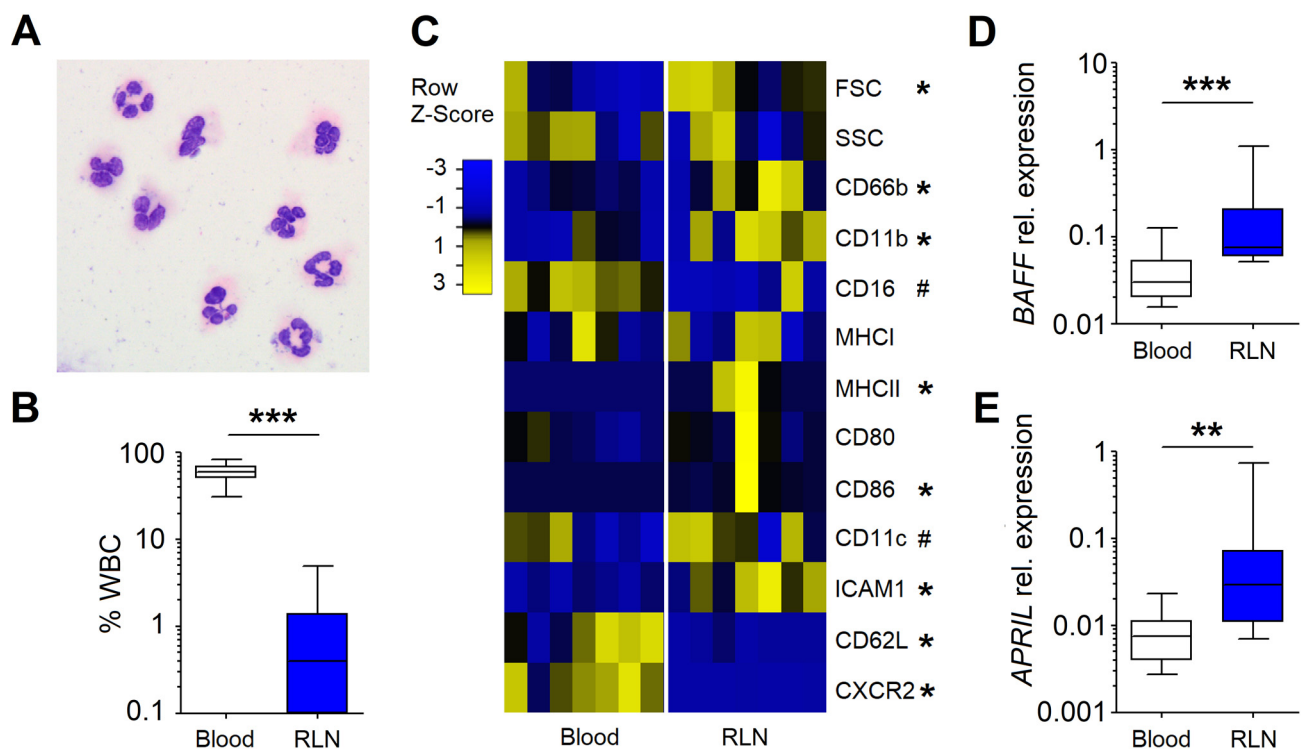 A
B
***
% WBC
100
10
1
0.1
Blood
RLN
C
Row
Z-Score
-3
-1
1
3
FSC *
SSC
CD66b *
CD11b *
CD16 #
MHCI
MHCII *
CD80
CD86 *
CD11c #
ICAM1 *
CD62L *
CXCR2 *
Blood
RLN
D
***
BAFF rel. expression
10
1
0.1
0.01
Blood
RLN
E
**
APRIL rel. expression
1
0.1
0.01
0.001
Blood
RLN